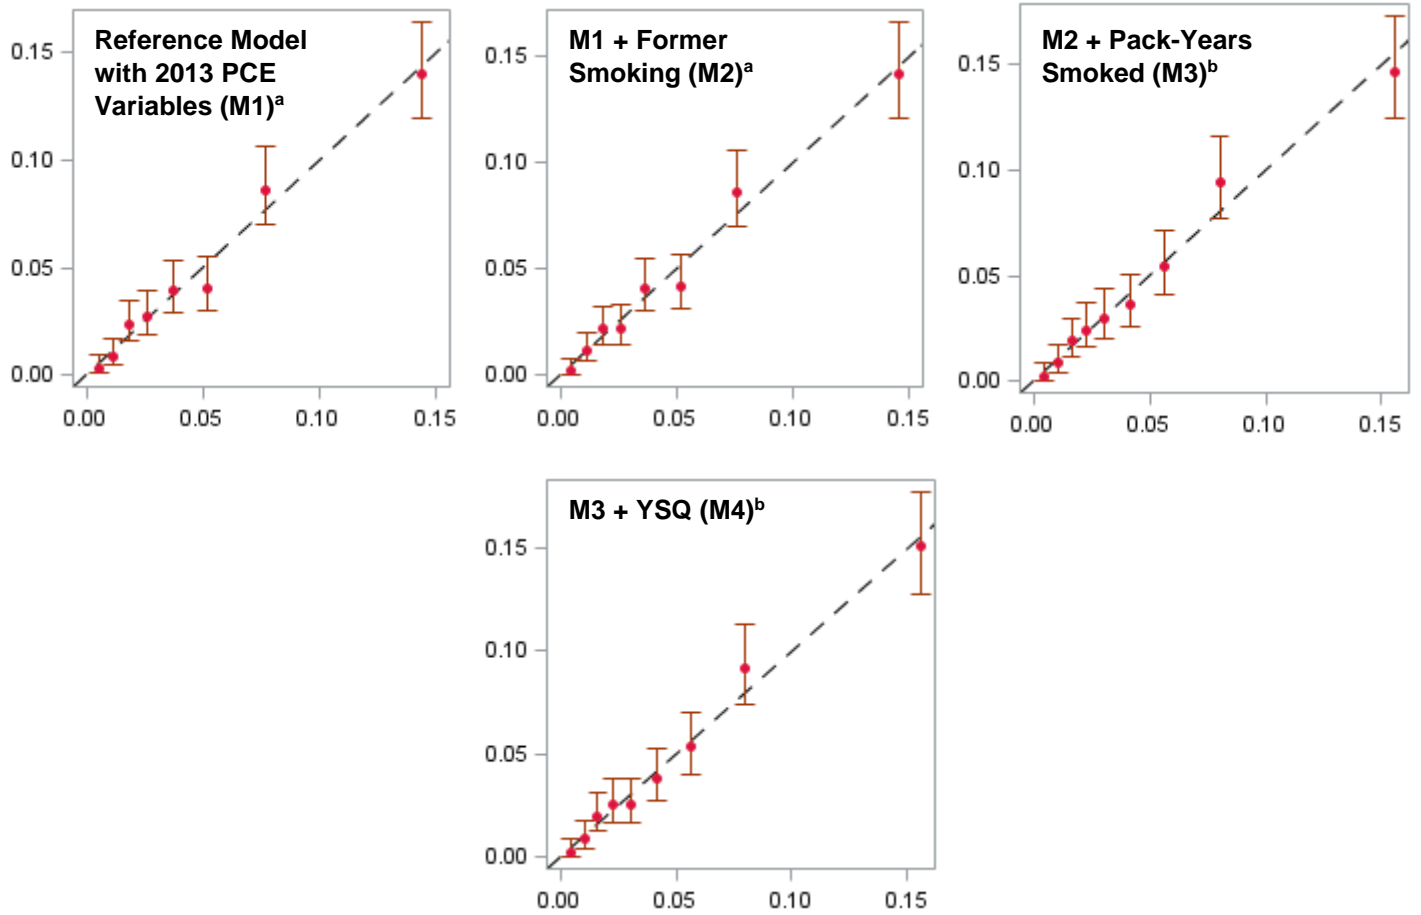 Reference Model
with 2013 PCE
Variables (M1)ᵃ
0.15
0.10
0.05
0.00
0.00 0.05 0.10 0.15
M1 + Former
Smoking (M2)ᵃ
0.15
0.10
0.05
0.00
0.00 0.05 0.10 0.15
M2 + Pack-Years
Smoked (M3)ᵇ
0.15
0.10
0.05
0.00
0.00 0.05 0.10 0.15
M3 + YSQ (M4)ᵇ
0.15
0.10
0.05
0.00
0.00 0.05 0.10 0.15